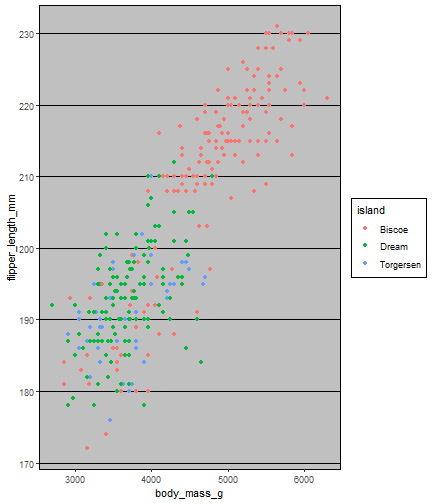 230
220
210
200
190
180
170
flipper_length_mm
3000 4000 5000 6000
body_mass_g
island
Biscoe
Dream
Torgersen